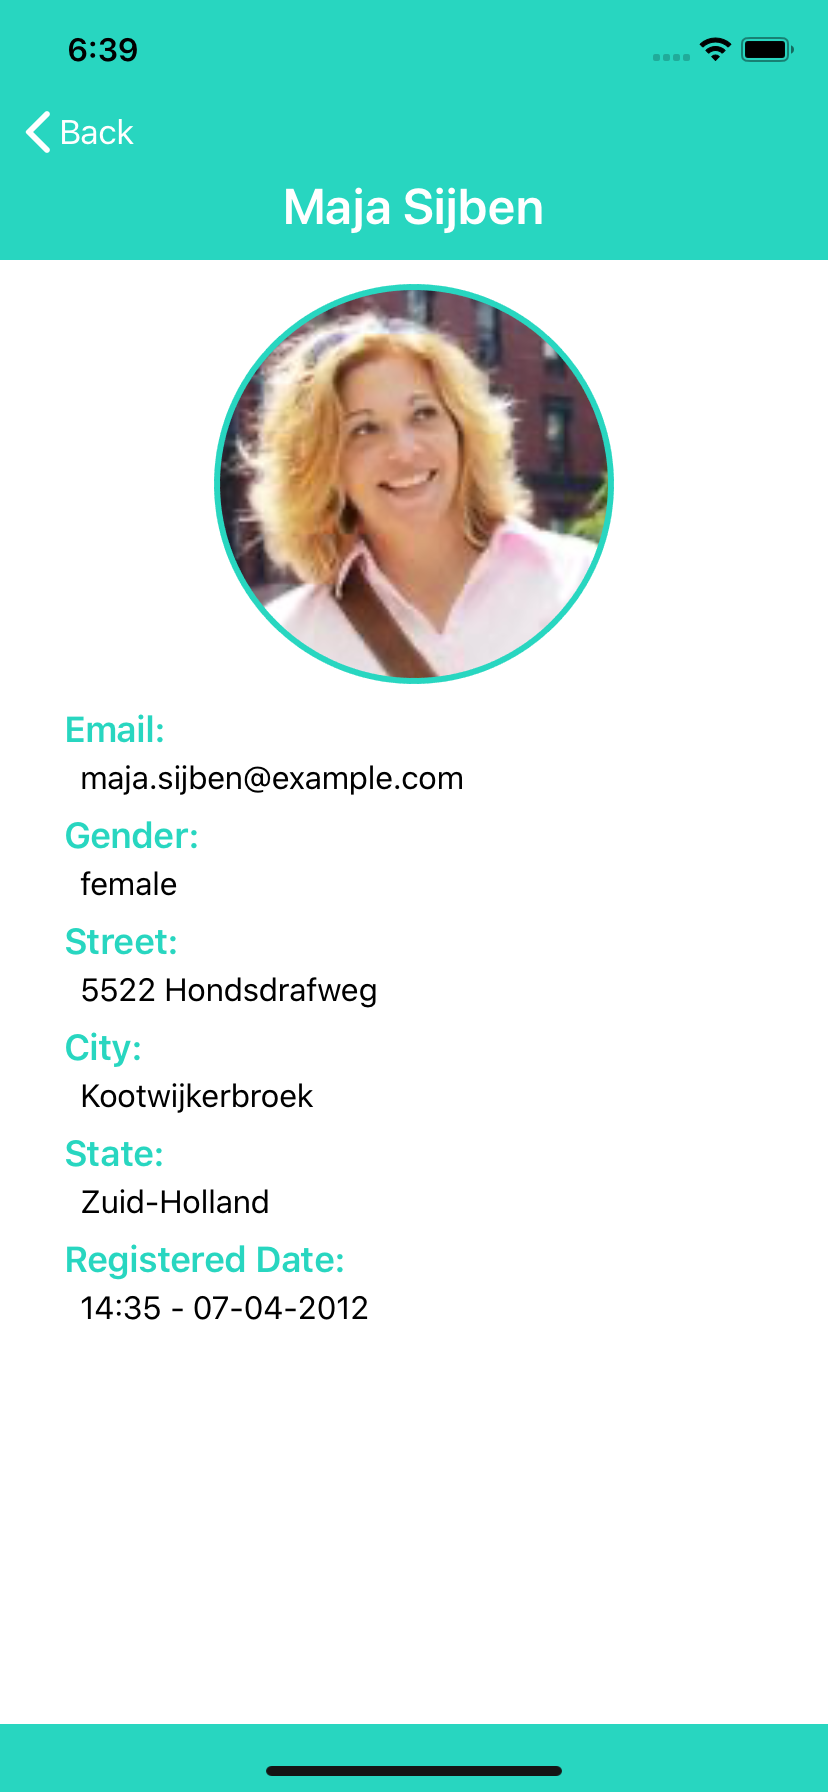 6:39
Back
Maja Sijben
Email:
maja.sijben@example.com
Gender:
female
Street:
5522 Hondsdrafweg
City:
Kootwijkerbroek
State:
Zuid-Holland
Registered Date:
14:35 - 07-04-2012